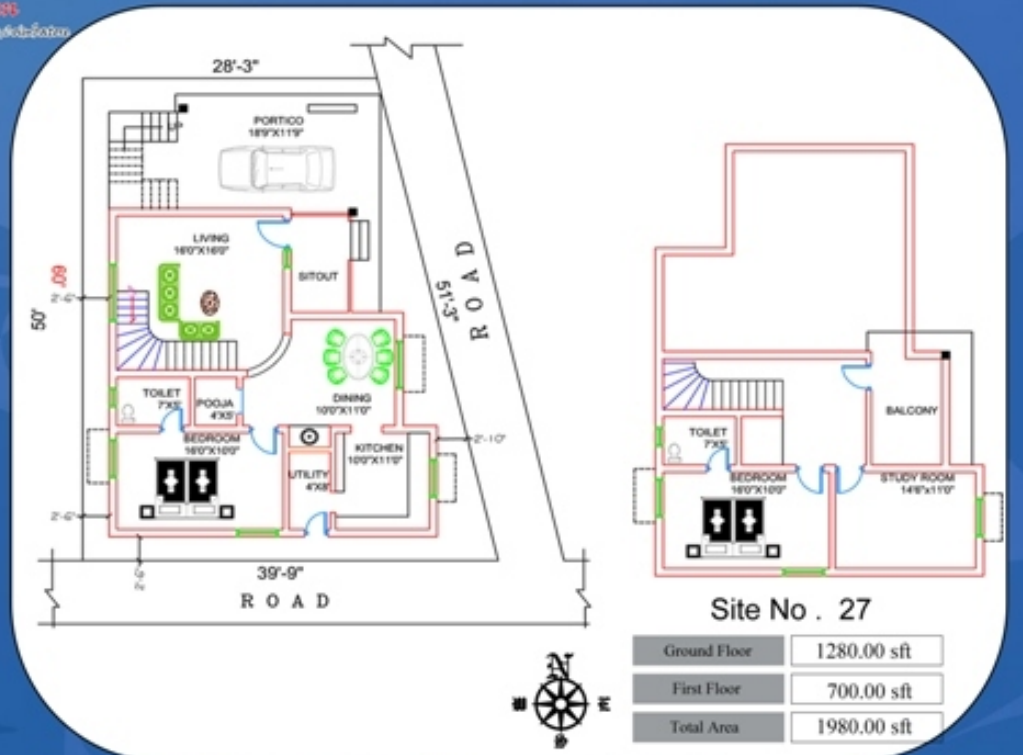 28'-3"
PORTICO
18'9"X11'9"
LIVING
16'0"X16'0"
SITOUT
60'
50'
2'-6"
51'-3"
ROAD
TOILET
7'X5'
POOJA
4'X5'
DINING
10'0"X11'0"
BEDROOM
16'0"X10'0"
UTILITY
4'X8'
KITCHEN
10'0"X11'0"
2'-10"
2'-6"
2'-9"
39'-9"
ROAD
BALCONY
TOILET
7'X5'
BEDROOM
16'0"X10'0"
STUDY ROOM
14'6"x11'0"
Site No . 27
Ground Floor 1280.00 sft
First Floor 700.00 sft
Total Area 1980.00 sft
N